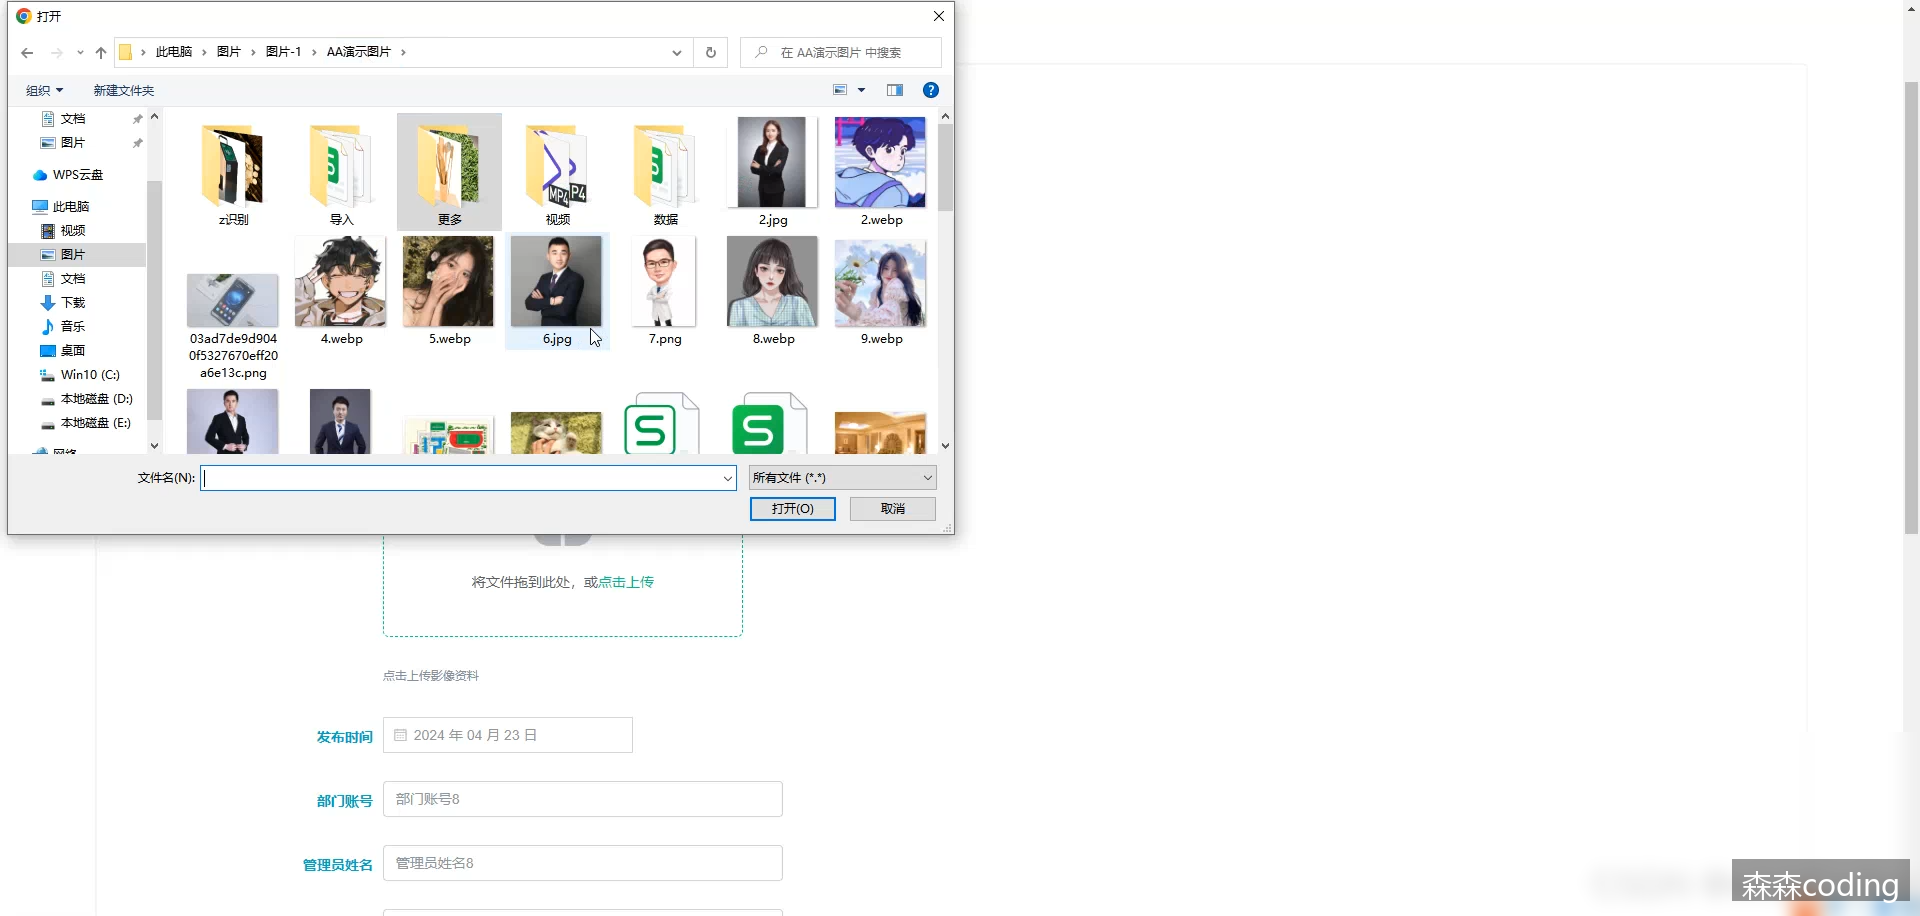 打开
此电脑 › 图片 › 图片-1 › AA演示图片 ›
在 AA演示图片 中搜索
组织
新建文件夹
文档
图片
WPS云盘
此电脑
视频
图片
文档
下载
音乐
桌面
Win10 (C:)
本地磁盘 (D:)
本地磁盘 (E:)
网络
z识别
导入
更多
MP4
P4
视频
数据
2.jpg
2.webp
03ad7de9d904
0f5327670eff20
a6e13c.png
4.webp
5.webp
6.jpg
7.png
8.webp
9.webp
文件名(N):
所有文件 (*.*)
打开(O)
取消
将文件拖到此处，或点击上传
点击上传影像资料
发布时间
2024 年 04 月 23 日
部门账号
部门账号8
管理员姓名
管理员姓名8
森森coding